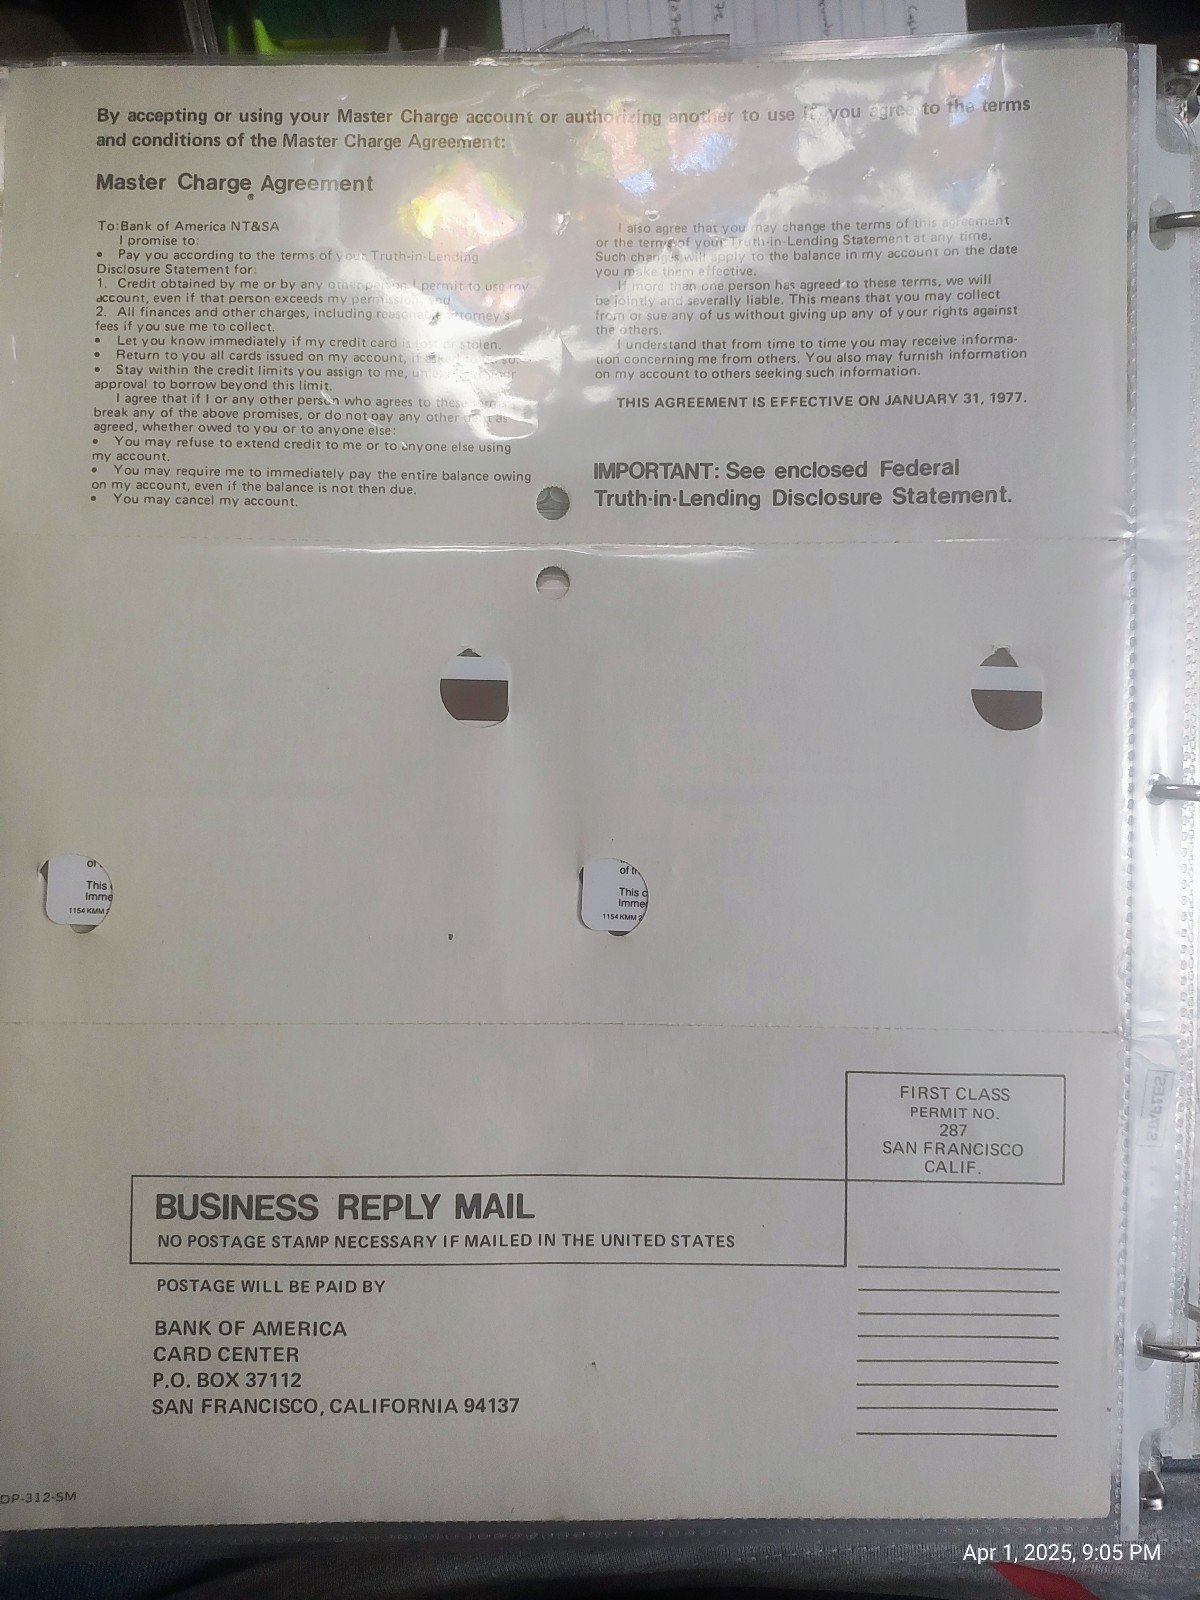 By accepting or using your Master Charge account or authorizing another to use it, you agree to the terms
and conditions of the Master Charge Agreement:
Master Charge Agreement
To: Bank of America NT&SA
I promise to:
• Pay you according to the terms of your Truth-in-Lending
Disclosure Statement for:
1. Credit obtained by me or by any other person I permit to use my
account, even if that person exceeds my permission, and
2. All finances and other charges, including reasonable attorney's
fees if you sue me to collect.
• Let you know immediately if my credit card is lost or stolen.
• Return to you all cards issued on my account,
• Stay within the credit limits you assign to me,
approval to borrow beyond this limit.
I agree that if I or any other person who agrees to these terms
break any of the above promises, or do not pay any other debt as
agreed, whether owed to you or to anyone else:
• You may refuse to extend credit to me or to anyone else using
my account.
• You may require me to immediately pay the entire balance owing
on my account, even if the balance is not then due.
• You may cancel my account.
I also agree that you may change the terms of this agreement
or the terms of your Truth-in-Lending Statement at any time.
Such changes will apply to the balance in my account on the date
you make them effective.
If more than one person has agreed to these terms, we will
be jointly and severally liable. This means that you may collect
from or sue any of us without giving up any of your rights against
the others.
I understand that from time to time you may receive informa-
tion concerning me from others. You also may furnish information
on my account to others seeking such information.
THIS AGREEMENT IS EFFECTIVE ON JANUARY 31, 1977.
IMPORTANT: See enclosed Federal
Truth-in-Lending Disclosure Statement.
of
This
Imme
1154 KMM
of th
This c
Imme
1154 KMM 2
FIRST CLASS
PERMIT NO.
287
SAN FRANCISCO
CALIF.
BUSINESS REPLY MAIL
NO POSTAGE STAMP NECESSARY IF MAILED IN THE UNITED STATES
POSTAGE WILL BE PAID BY
BANK OF AMERICA
CARD CENTER
P.O. BOX 37112
SAN FRANCISCO, CALIFORNIA 94137
DP-312-SM
STAPLES
Apr 1, 2025, 9:05 PM